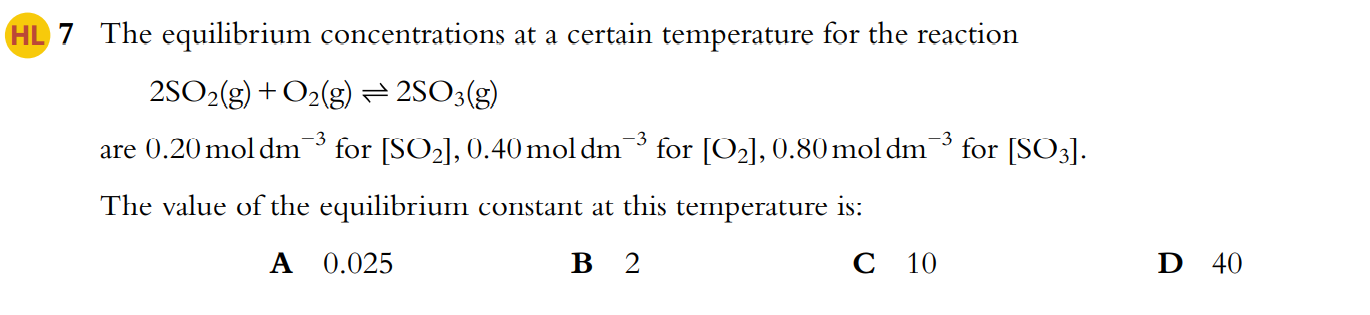 HL 7 The equilibrium concentrations at a certain temperature for the reaction
2SO₂(g) + O₂(g) ⇌ 2SO₃(g)
are 0.20 mol dm⁻³ for [SO₂], 0.40 mol dm⁻³ for [O₂], 0.80 mol dm⁻³ for [SO₃].
The value of the equilibrium constant at this temperature is:
A 0.025 B 2 C 10 D 40